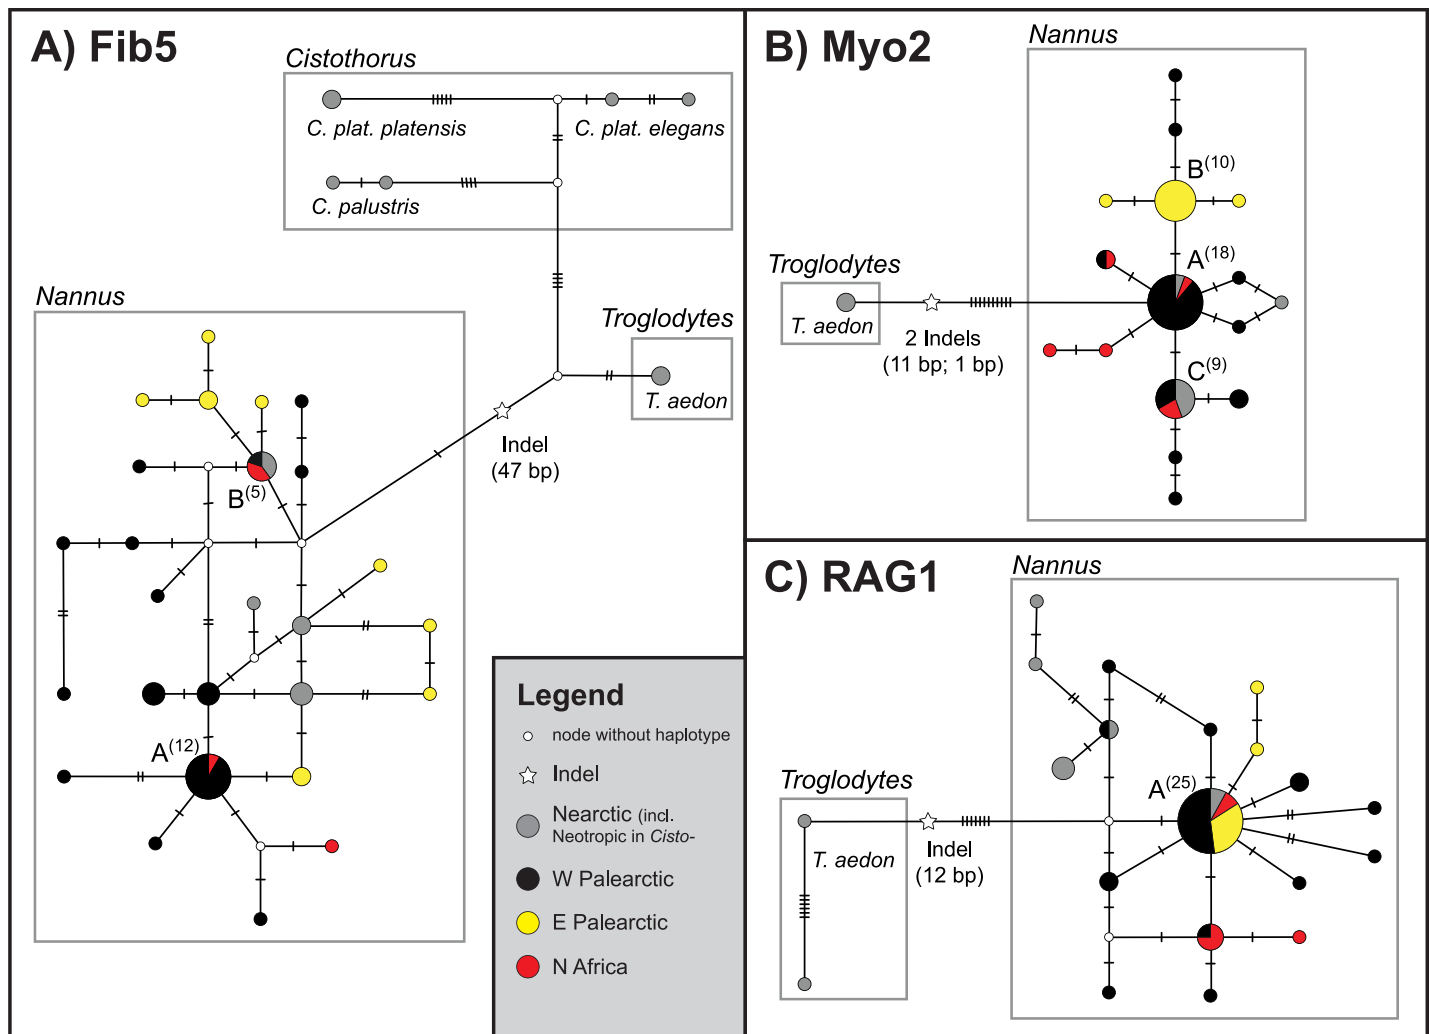 A) Fib5
Cistothorus
C. plat. platensis
C. plat. elegans
C. palustris
Nannus
Troglodytes
T. aedon
Indel
(47 bp)
B(5)
A(12)
Legend
node without haplotype
Indel
Nearctic (incl.
Neotropic in Cisto-
W Palearctic
E Palearctic
N Africa
B) Myo2
Nannus
B(10)
A(18)
Troglodytes
T. aedon
2 Indels
(11 bp; 1 bp)
C(9)
C) RAG1
Nannus
A(25)
Troglodytes
T. aedon
Indel
(12 bp)